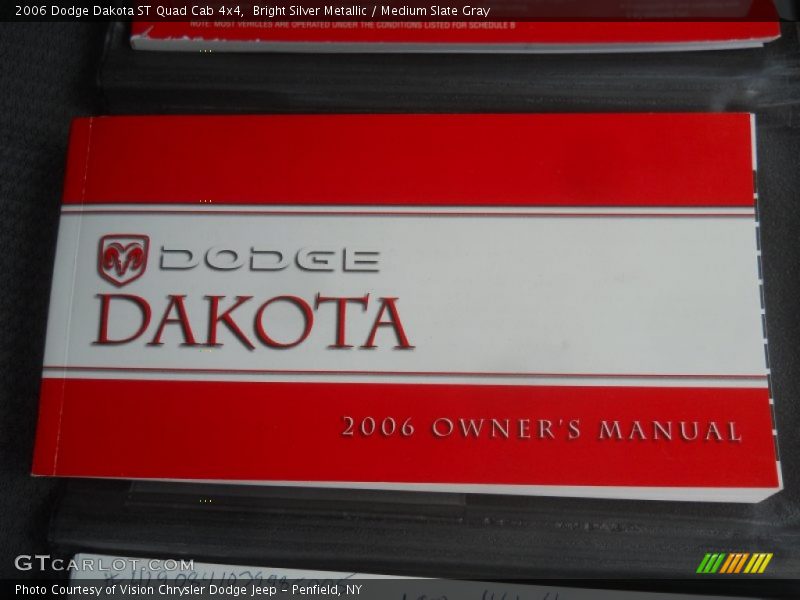 2006 Dodge Dakota ST Quad Cab 4x4, Bright Silver Metallic / Medium Slate Gray
NOTE: MOST VEHICLES ARE OPERATED UNDER THE CONDITIONS LISTED FOR SCHEDULE B
DODGE
DAKOTA
2006 OWNER'S MANUAL
GTCARLOT.COM
Photo Courtesy of Vision Chrysler Dodge Jeep – Penfield, NY